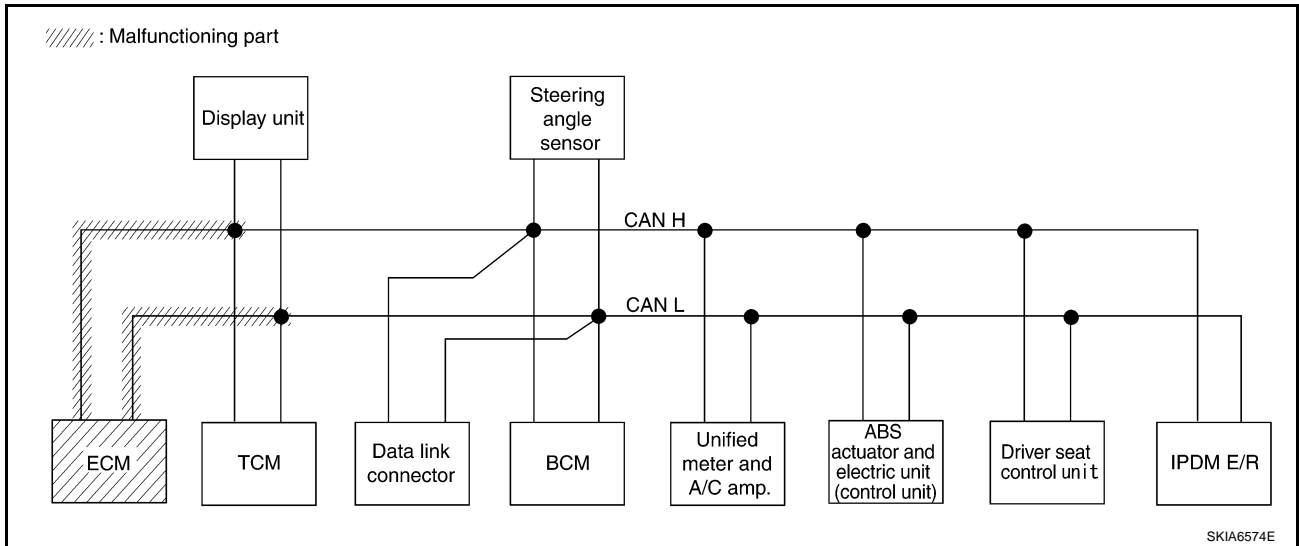 : Malfunctioning part
Display unit
Steering
angle
sensor
CAN H
CAN L
ECM
TCM
Data link
connector
BCM
Unified
meter and
A/C amp.
ABS
actuator and
electric unit
(control unit)
Driver seat
control unit
IPDM E/R
SKIA6574E